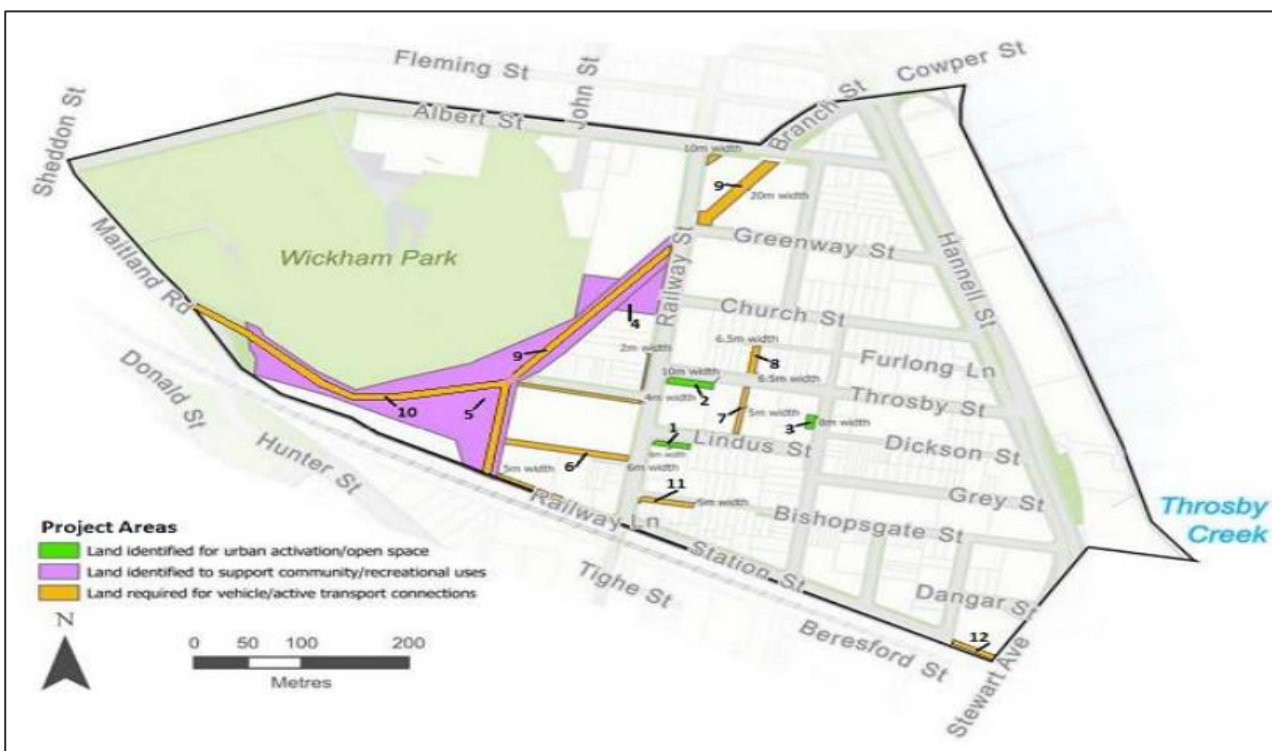 Fleming St
John St
Cowper St
Branch St
Albert St
Sheddon St
10m width
9
20m width
Wickham Park
Greenway St
Maitland Rd
Railway St
Hannell St
4
Church St
2m width
6.5m width
8
Furlong Ln
9
10m width
6.5m width
Donald St
10
5
4m width
2
7
5m width
Throsby St
3
8m width
1
Lindus St
Dickson St
Hunter St
6
5m width
6m width
11
5m width
Grey St
Railway Ln
Bishopsgate St
Throsby
Creek
Project Areas
Land identified for urban activation/open space
Land identified to support community/recreational uses
Land required for vehicle/active transport connections
Station St
Tighe St
Dangar St
N
0 50 100 200
Metres
Beresford St
12
Stewart Ave